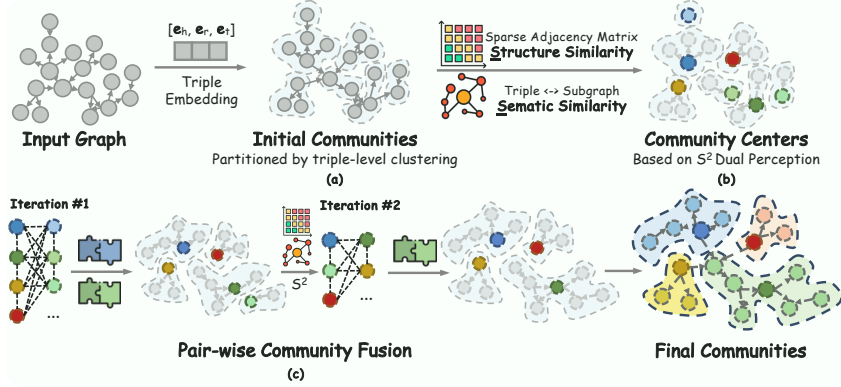 [eh, er, et]
Triple
Embedding
Sparse Adjacency Matrix
Structure Similarity
Triple <-> Subgraph
Sematic Similarity
Input Graph
Initial Communities
Community Centers
Partitioned by triple-level clustering
Based on S² Dual Perception
(a)
(b)
Iteration #1
Iteration #2
S²
...
...
Pair-wise Community Fusion
Final Communities
(c)